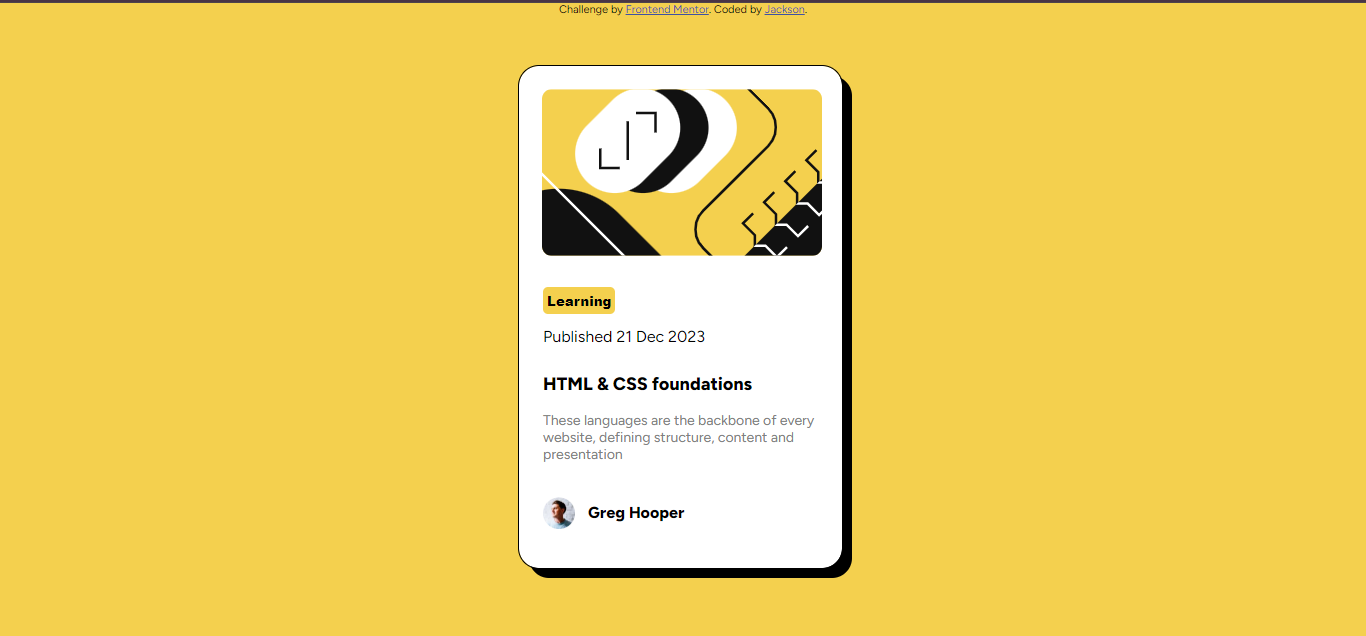 Challenge by Frontend Mentor. Coded by Jackson.
Learning
Published 21 Dec 2023
HTML & CSS foundations
These languages are the backbone of every
website, defining structure, content and
presentation
Greg Hooper